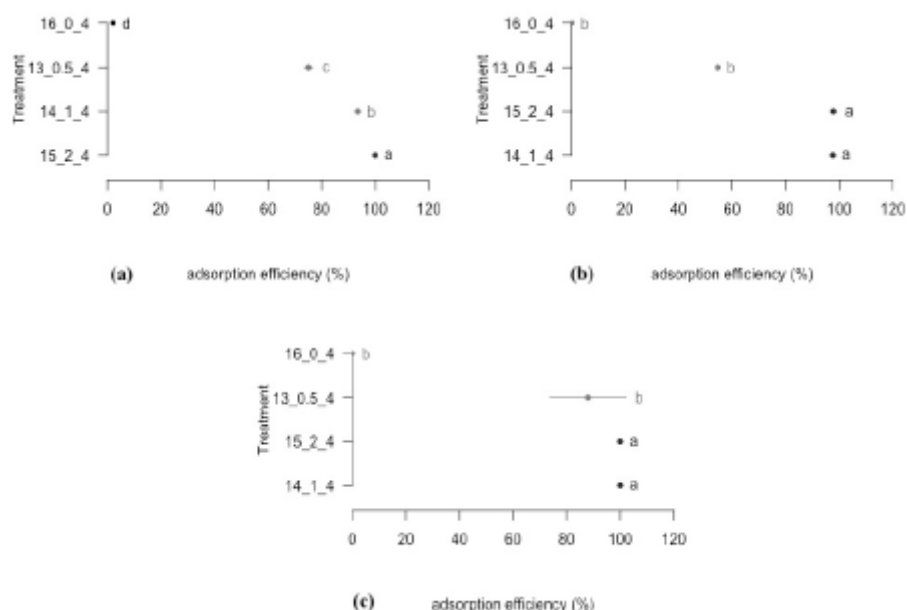 Treatment
16_0_4
d
13_0.5_4
c
14_1_4
b
15_2_4
a
0 20 40 60 80 100 120
(a) adsorption efficiency (%)
Treatment
16_0_4
b
13_0.5_4
b
15_2_4
a
14_1_4
a
0 20 40 60 80 100 120
(b) adsorption efficiency (%)
Treatment
16_0_4
b
13_0.5_4
b
15_2_4
a
14_1_4
a
0 20 40 60 80 100 120
(c) adsorption efficiency (%)